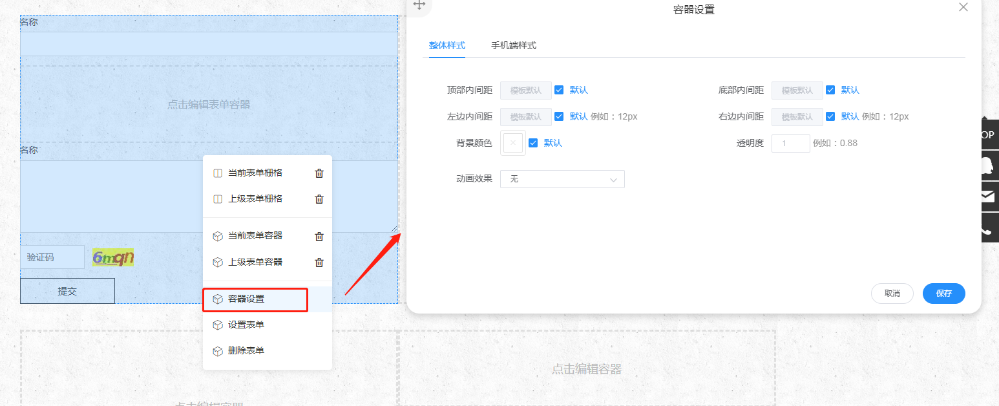 名称
点击编辑表单容器
名称
验证码
6mqn
提交
当前表单栅格
上级表单栅格
当前表单容器
上级表单容器
容器设置
设置表单
删除表单
容器设置
整体样式
手机端样式
顶部内间距 模板默认 默认
底部内间距 模板默认 默认
左边内间距 模板默认 默认 例如：12px
右边内间距 模板默认 默认 例如：12px
背景颜色 默认
透明度 1 例如：0.88
动画效果 无
取消
保存
OP
点击编辑容器
点击编辑容器